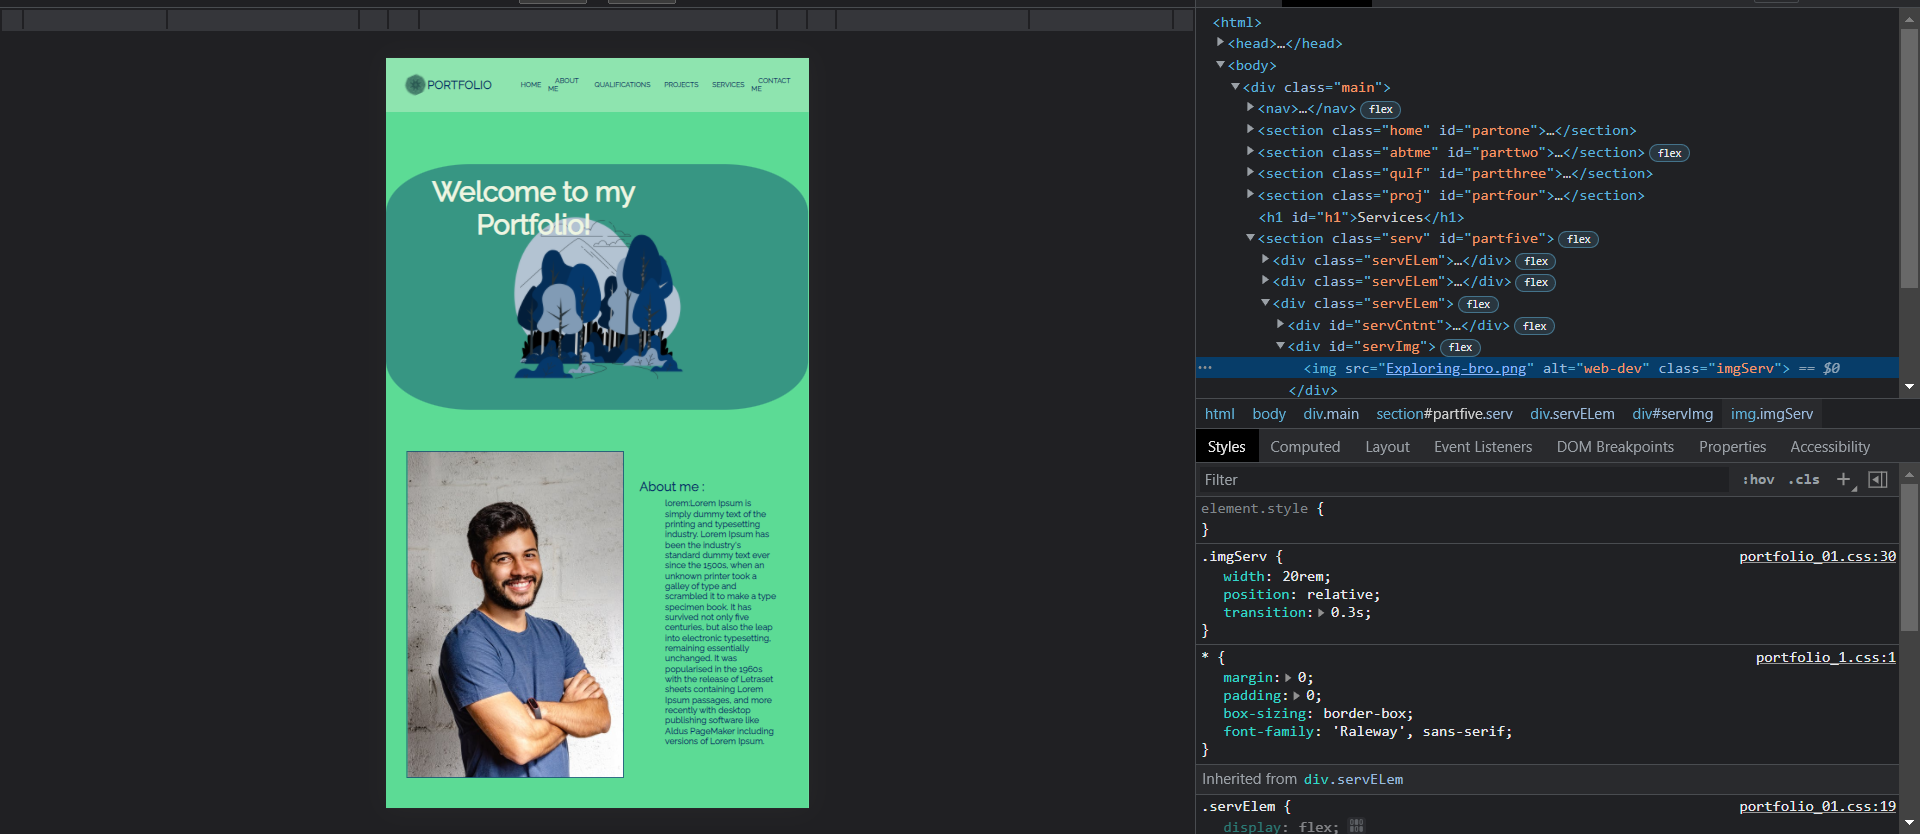 PORTFOLIO
HOME
ABOUT
ME
QUALIFICATIONS
PROJECTS
SERVICES
CONTACT
ME
Welcome to my
Portfolio!
About me :
lorem:Lorem Ipsum is
simply dummy text of the
printing and typesetting
industry. Lorem Ipsum has
been the industry's
standard dummy text ever
since the 1500s, when an
unknown printer took a
galley of type and
scrambled it to make a type
specimen book. It has
survived not only five
centuries, but also the leap
into electronic typesetting,
remaining essentially
unchanged. It was
popularised in the 1960s
with the release of Letraset
sheets containing Lorem
Ipsum passages, and more
recently with desktop
publishing software like
Aldus PageMaker including
versions of Lorem Ipsum.
<html>
<head>…</head>
<body>
<div class="main">
<nav>…</nav> flex
<section class="home" id="partone">…</section>
<section class="abtme" id="parttwo">…</section> flex
<section class="qulf" id="partthree">…</section>
<section class="proj" id="partfour">…</section>
<h1 id="h1">Services</h1>
<section class="serv" id="partfive"> flex
<div class="servELem">…</div> flex
<div class="servELem">…</div> flex
<div class="servELem"> flex
<div id="servCntnt">…</div> flex
<div id="servImg"> flex
<img src="Exploring-bro.png" alt="web-dev" class="imgServ"> == $0
</div>
html body div.main section#partfive.serv div.servELem div#servImg img.imgServ
Styles Computed Layout Event Listeners DOM Breakpoints Properties Accessibility
Filter :hov .cls
element.style {
}
.imgServ { portfolio_01.css:30
width: 20rem;
position: relative;
transition: 0.3s;
}
* { portfolio_1.css:1
margin: 0;
padding: 0;
box-sizing: border-box;
font-family: 'Raleway', sans-serif;
}
Inherited from div.servELem
.servElem { portfolio_01.css:19
display: flex;